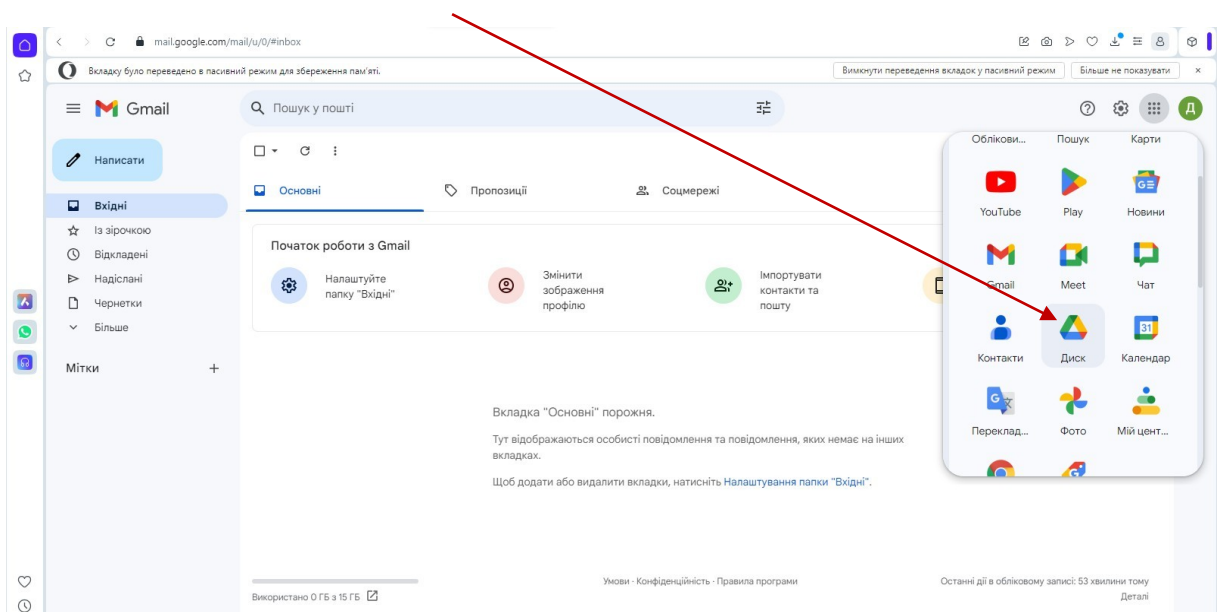 mail.google.com/mail/u/0/#inbox
Вкладку було переведено в пасивний режим для збереження пам'яті.
Вимкнути переведення вкладок у пасивний режим
Більше не показувати
Gmail
Пошук у пошті
Д
Написати
Вхідні
Із зірочкою
Відкладені
Надіслані
Чернетки
Більше
Мітки
Основні
Пропозиції
Соцмережі
Початок роботи з Gmail
Налаштуйте
папку "Вхідні"
Змінити
зображення
профілю
Імпортувати
контакти та
пошту
Вкладка "Основні" порожня.
Тут відображаються особисті повідомлення та повідомлення, яких немає на інших
вкладках.
Щоб додати або видалити вкладки, натисніть Налаштування папки "Вхідні".
Використано 0 ГБ з 15 ГБ
Умови · Конфіденційність · Правила програми
Останні дії в обліковому записі: 53 хвилини тому
Деталі
Облікови... Пошук Карти
YouTube Play Новини
Gmail Meet Чат
31
Контакти Диск Календар
Переклад... Фото Мій цент...